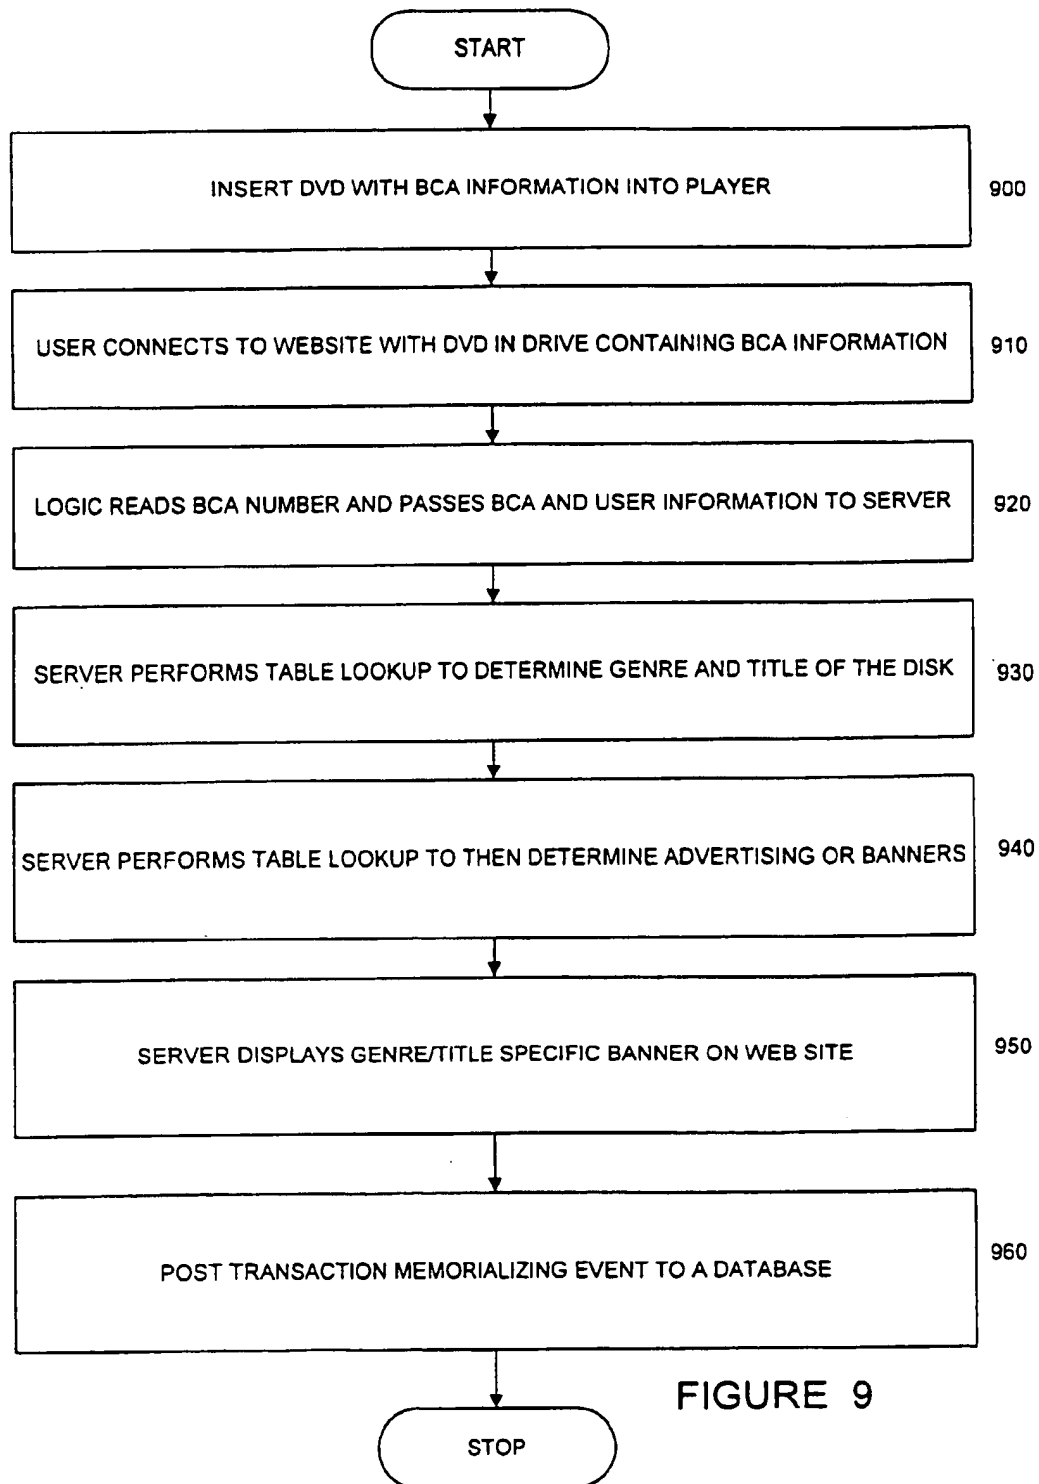 START
INSERT DVD WITH BCA INFORMATION INTO PLAYER
900
USER CONNECTS TO WEBSITE WITH DVD IN DRIVE CONTAINING BCA INFORMATION
910
LOGIC READS BCA NUMBER AND PASSES BCA AND USER INFORMATION TO SERVER
920
SERVER PERFORMS TABLE LOOKUP TO DETERMINE GENRE AND TITLE OF THE DISK
930
SERVER PERFORMS TABLE LOOKUP TO THEN DETERMINE ADVERTISING OR BANNERS
940
SERVER DISPLAYS GENRE/TITLE SPECIFIC BANNER ON WEB SITE
950
POST TRANSACTION MEMORIALIZING EVENT TO A DATABASE
960
FIGURE 9
STOP